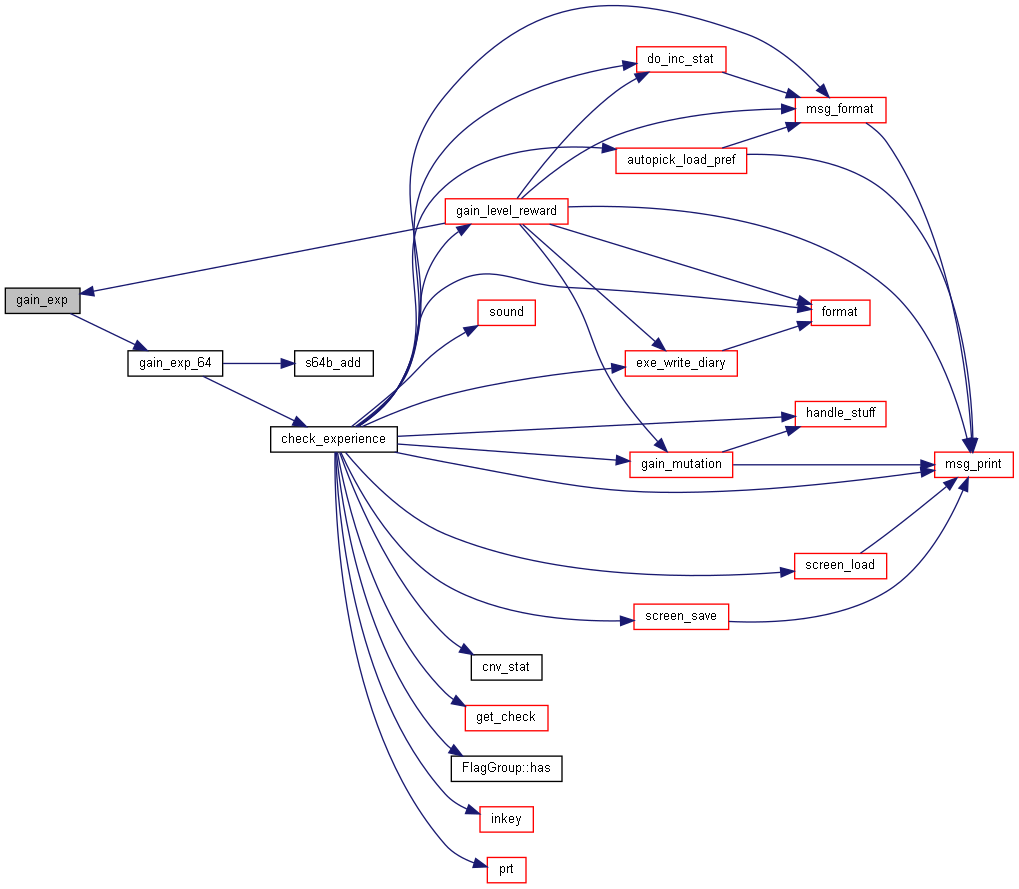 do_inc_stat
msg_format
autopick_load_pref
gain_level_reward
gain_exp
sound
format
gain_exp_64
s64b_add
exe_write_diary
handle_stuff
check_experience
gain_mutation
msg_print
screen_load
screen_save
cnv_stat
get_check
FlagGroup::has
inkey
prt